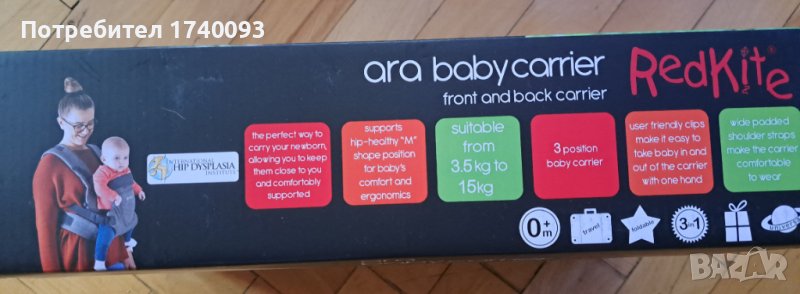 Потребител 1740093
ara baby carrier
front and back carrier
RedKite
INTERNATIONAL
HIP DYSPLASIA
INSTITUTE
the perfect way to
carry your newborn,
allowing you to keep
them close to you
and comfortably
supported
supports
hip-healthy "M"
shape position
for baby's
comfort and
ergonomics
suitable
from
3.5kg to
15kg
3 position
baby carrier
user friendly clips
make it easy to
take baby in and
out of the carrier
with one hand
wide padded
shoulder straps
make the carrier
comfortable
to wear
0+
m
travel
foldable
3in1
universal
BAZAR